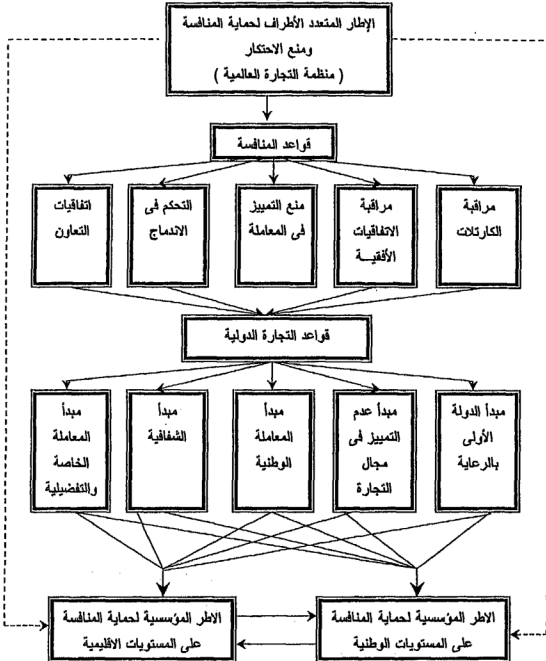 الإطار المتعدد الأطراف لحماية المنافسة
ومنع الاحتكار
( منظمة التجارة العالمية )
قواعد المنافسة
مراقبة
الكارتلات
مراقبة
الاتفاقيات
الأفقيـــة
منع التمييز
فى المعاملة
التحكم فى
الاندماج
اتفاقيات
التعاون
قواعد التجارة الدولية
مبدأ الدولة
الأولى
بالرعاية
مبدأ عدم
التمييز فى
مجال
التجارة
مبدأ
المعاملة
الوطنية
مبدأ
الشفافية
مبدأ
المعاملة
الخاصة
والتفضيلية
الاطر المؤسسية لحماية المنافسة
على المستويات الوطنية
الاطر المؤسسية لحماية المنافسة
على المستويات الاقليمية